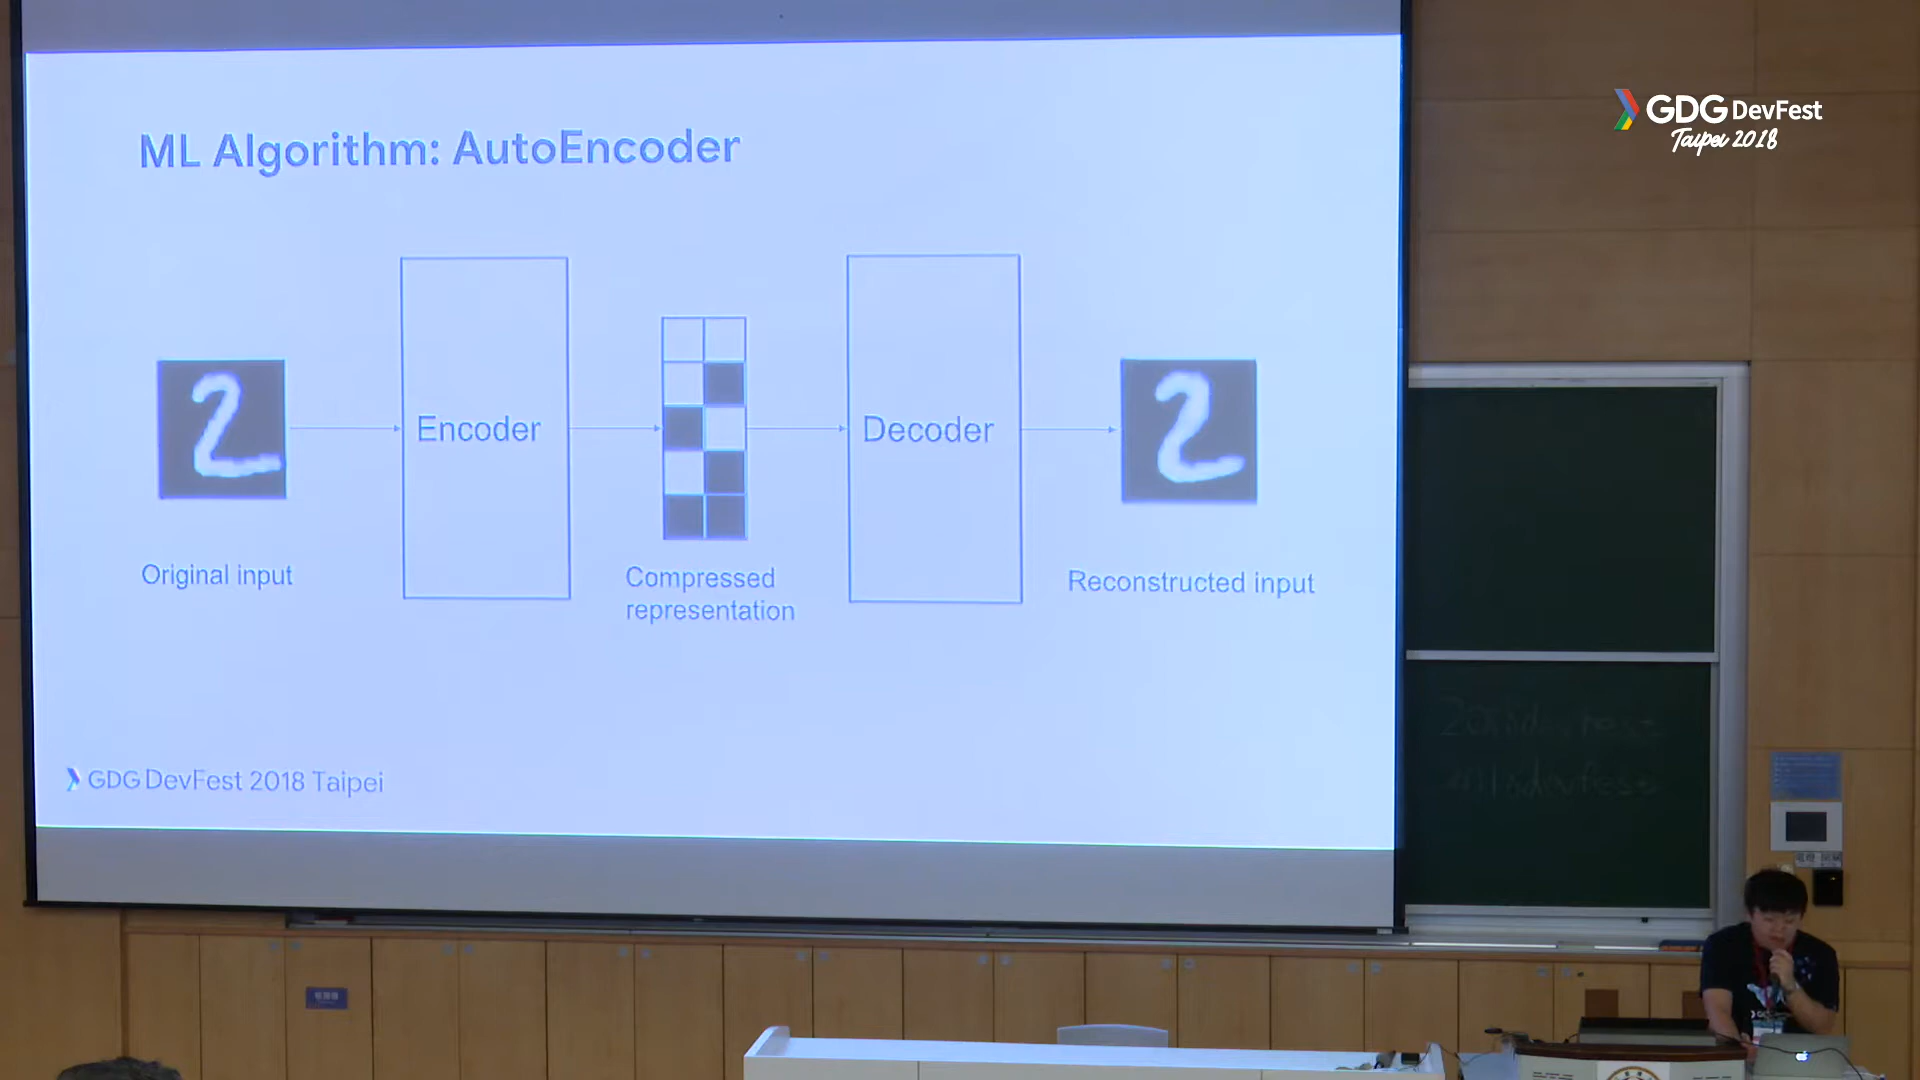 GDG DevFest
Taipei 2018
ML Algorithm: AutoEncoder
Encoder
Decoder
Original input
Compressed
representation
Reconstructed input
GDG DevFest 2018 Taipei